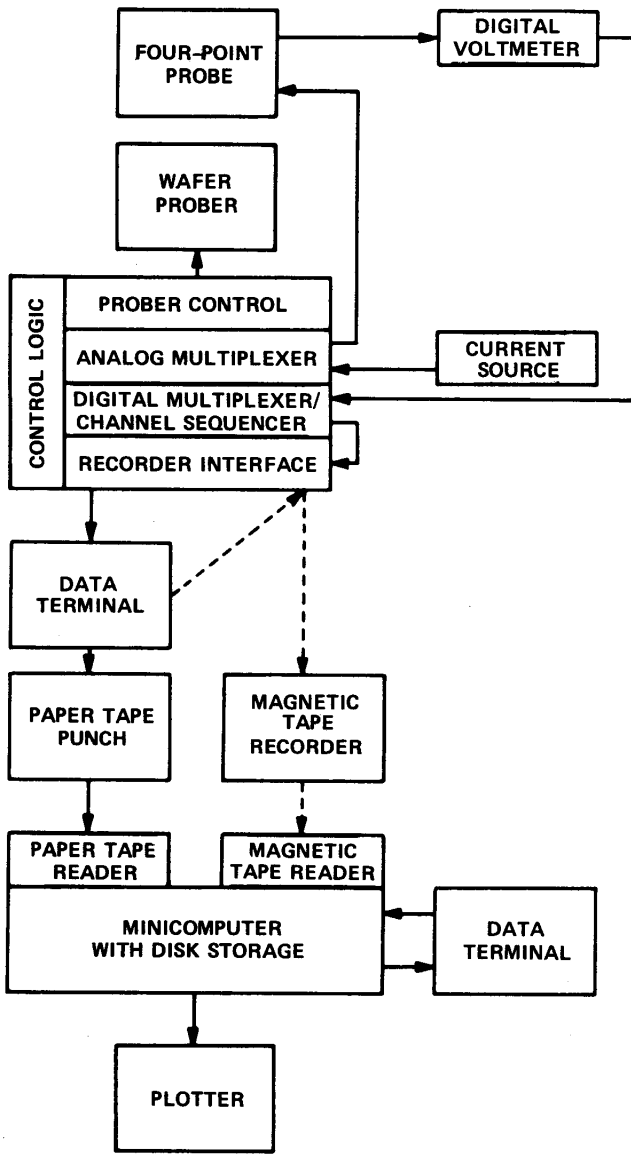 FOUR-POINT
PROBE
DIGITAL
VOLTMETER
WAFER
PROBER
CONTROL LOGIC
PROBER CONTROL
ANALOG MULTIPLEXER
DIGITAL MULTIPLEXER/
CHANNEL SEQUENCER
RECORDER INTERFACE
CURRENT
SOURCE
DATA
TERMINAL
PAPER TAPE
PUNCH
MAGNETIC
TAPE
RECORDER
PAPER TAPE
READER
MAGNETIC
TAPE READER
MINICOMPUTER
WITH DISK STORAGE
DATA
TERMINAL
PLOTTER